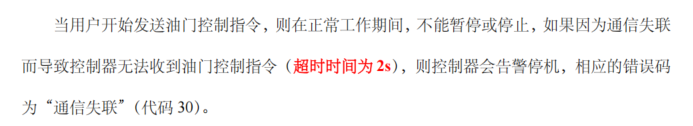 当用户开始发送油门控制指令，则在正常工作期间，不能暂停或停止，如果因为通信失联
而导致控制器无法收到油门控制指令（超时时间为 2s），则控制器会告警停机，相应的错误码
为“通信失联”（代码 30）。